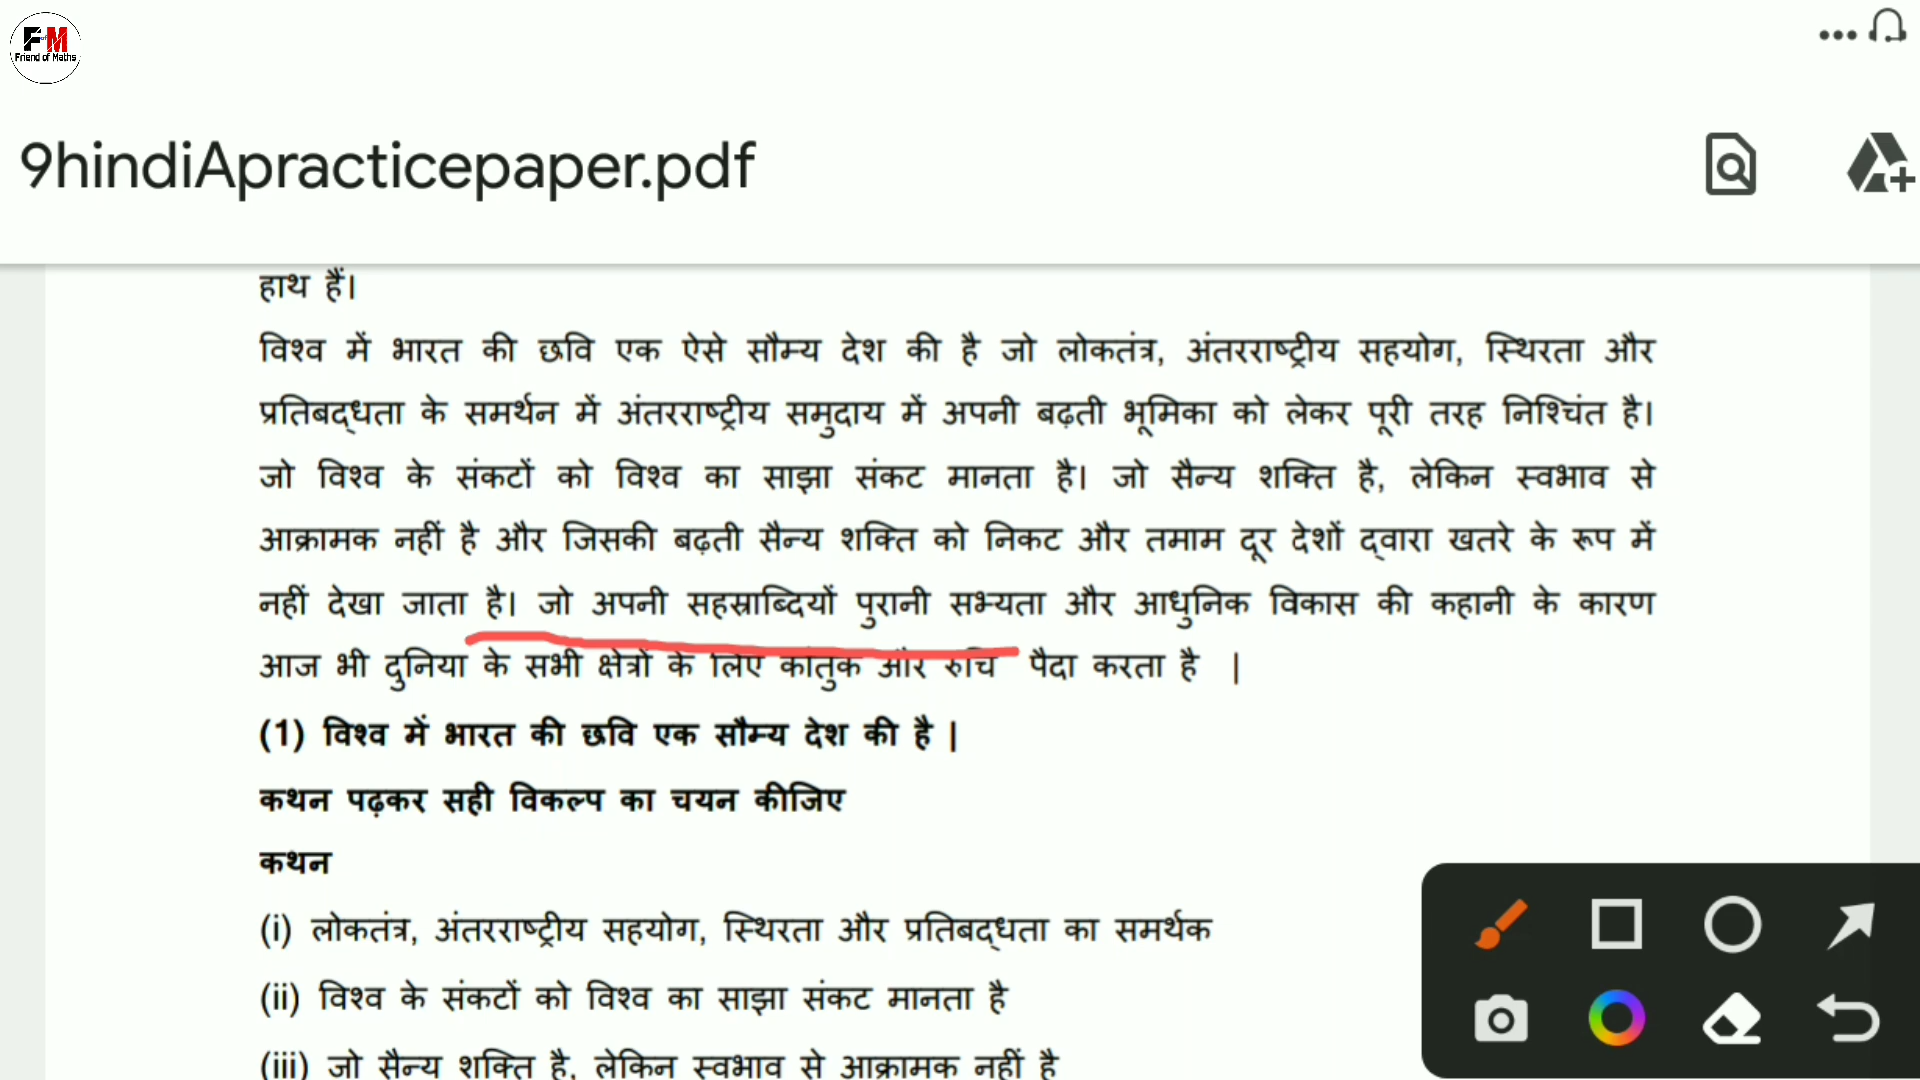 FM
Friend of Maths
9hindiApracticepaper.pdf
हाथ हैं।
विश्व में भारत की छवि एक ऐसे सौम्य देश की है जो लोकतंत्र, अंतरराष्ट्रीय सहयोग, स्थिरता और
प्रतिबद्धता के समर्थन में अंतरराष्ट्रीय समुदाय में अपनी बढ़ती भूमिका को लेकर पूरी तरह निश्चिंत है।
जो विश्व के संकटों को विश्व का साझा संकट मानता है। जो सैन्य शक्ति है, लेकिन स्वभाव से
आक्रामक नहीं है और जिसकी बढ़ती सैन्य शक्ति को निकट और तमाम दूर देशों द्वारा खतरे के रूप में
नहीं देखा जाता है। जो अपनी सहस्राब्दियों पुरानी सभ्यता और आधुनिक विकास की कहानी के कारण
आज भी दुनिया के सभी क्षेत्रों के लिए कौतुक और रुचि पैदा करता है |
(1) विश्व में भारत की छवि एक सौम्य देश की है |
कथन पढ़कर सही विकल्प का चयन कीजिए
कथन
(i) लोकतंत्र, अंतरराष्ट्रीय सहयोग, स्थिरता और प्रतिबद्धता का समर्थक
(ii) विश्व के संकटों को विश्व का साझा संकट मानता है
(iii) जो सैन्य शक्ति है, लेकिन स्वभाव से आक्रामक नहीं है